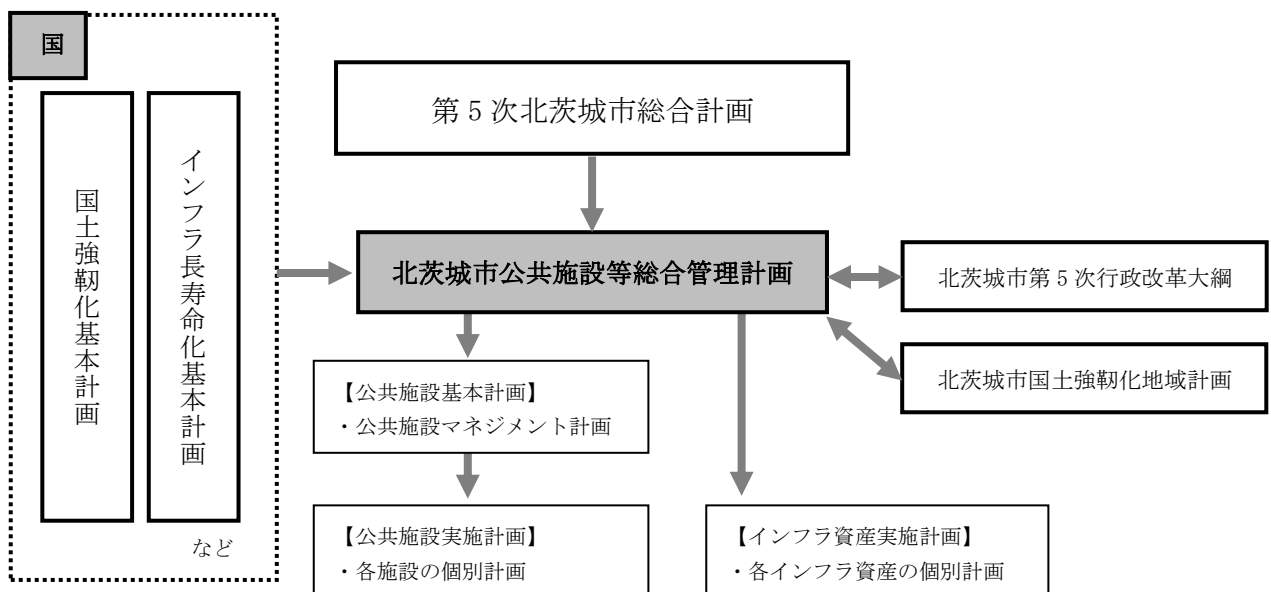 国
国土強靱化基本計画
インフラ長寿命化基本計画
など
第5次北茨城市総合計画
北茨城市公共施設等総合管理計画
北茨城市第5次行政改革大綱
北茨城市国土強靱化地域計画
【公共施設基本計画】
・公共施設マネジメント計画
【公共施設実施計画】
・各施設の個別計画
【インフラ資産実施計画】
・各インフラ資産の個別計画